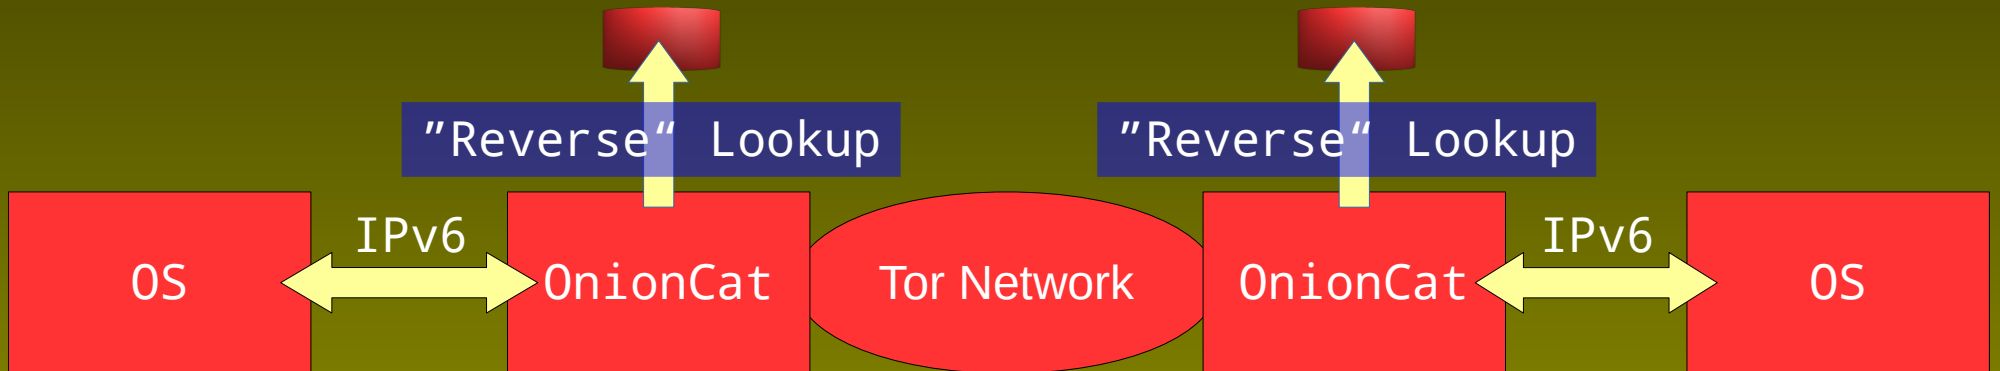 ”Reverse“ Lookup
”Reverse“ Lookup
IPv6
IPv6
OS
OnionCat
Tor Network
OnionCat
OS